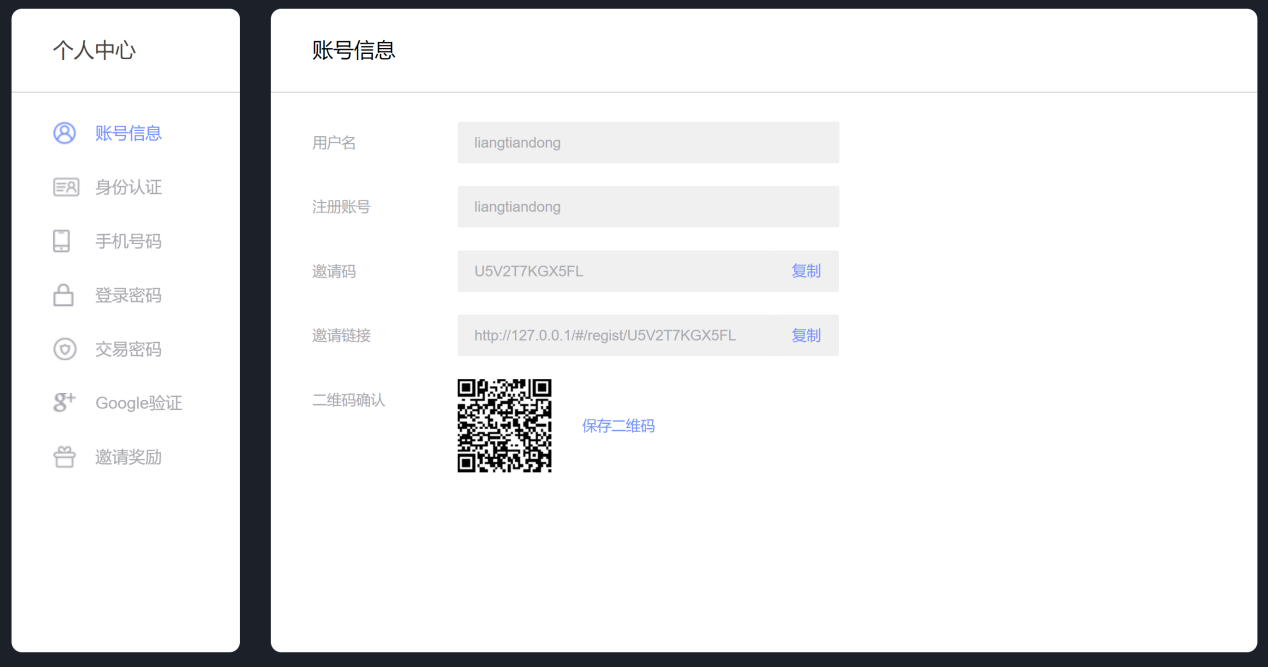 个人中心
账号信息
身份认证
手机号码
登录密码
交易密码
Google验证
邀请奖励
账号信息
用户名
liangtiandong
注册账号
liangtiandong
邀请码
U5V2T7KGX5FL 复制
邀请链接
http://127.0.0.1/#/regist/U5V2T7KGX5FL 复制
二维码确认
保存二维码